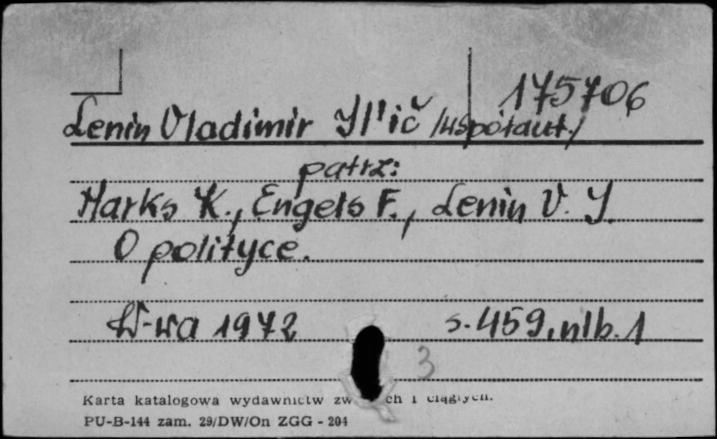 175706
Lenin Vladimir Il'ič /współaut./
patrz:
Marks K., Engels F., Lenin V. I.
O polityce.
W-wa 1972 s. 459, nlb. 1
3
Karta katalogowa wydawnictw ch i ciągłych.
PU-B-144 zam. 29/DW/On ZGG - 204